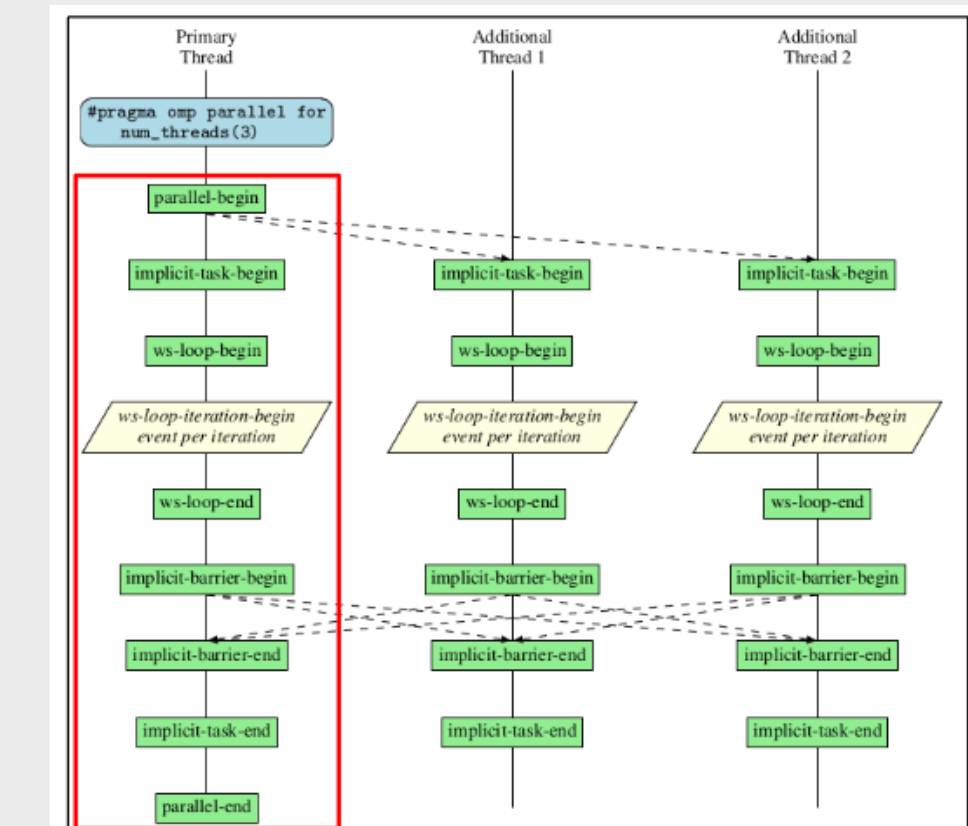 Primary
Thread
Additional
Thread 1
Additional
Thread 2
#pragma omp parallel for
num_threads(3)
parallel-begin
implicit-task-begin
implicit-task-begin
implicit-task-begin
ws-loop-begin
ws-loop-begin
ws-loop-begin
ws-loop-iteration-begin
event per iteration
ws-loop-iteration-begin
event per iteration
ws-loop-iteration-begin
event per iteration
ws-loop-end
ws-loop-end
ws-loop-end
implicit-barrier-begin
implicit-barrier-begin
implicit-barrier-begin
implicit-barrier-end
implicit-barrier-end
implicit-barrier-end
implicit-task-end
implicit-task-end
implicit-task-end
parallel-end